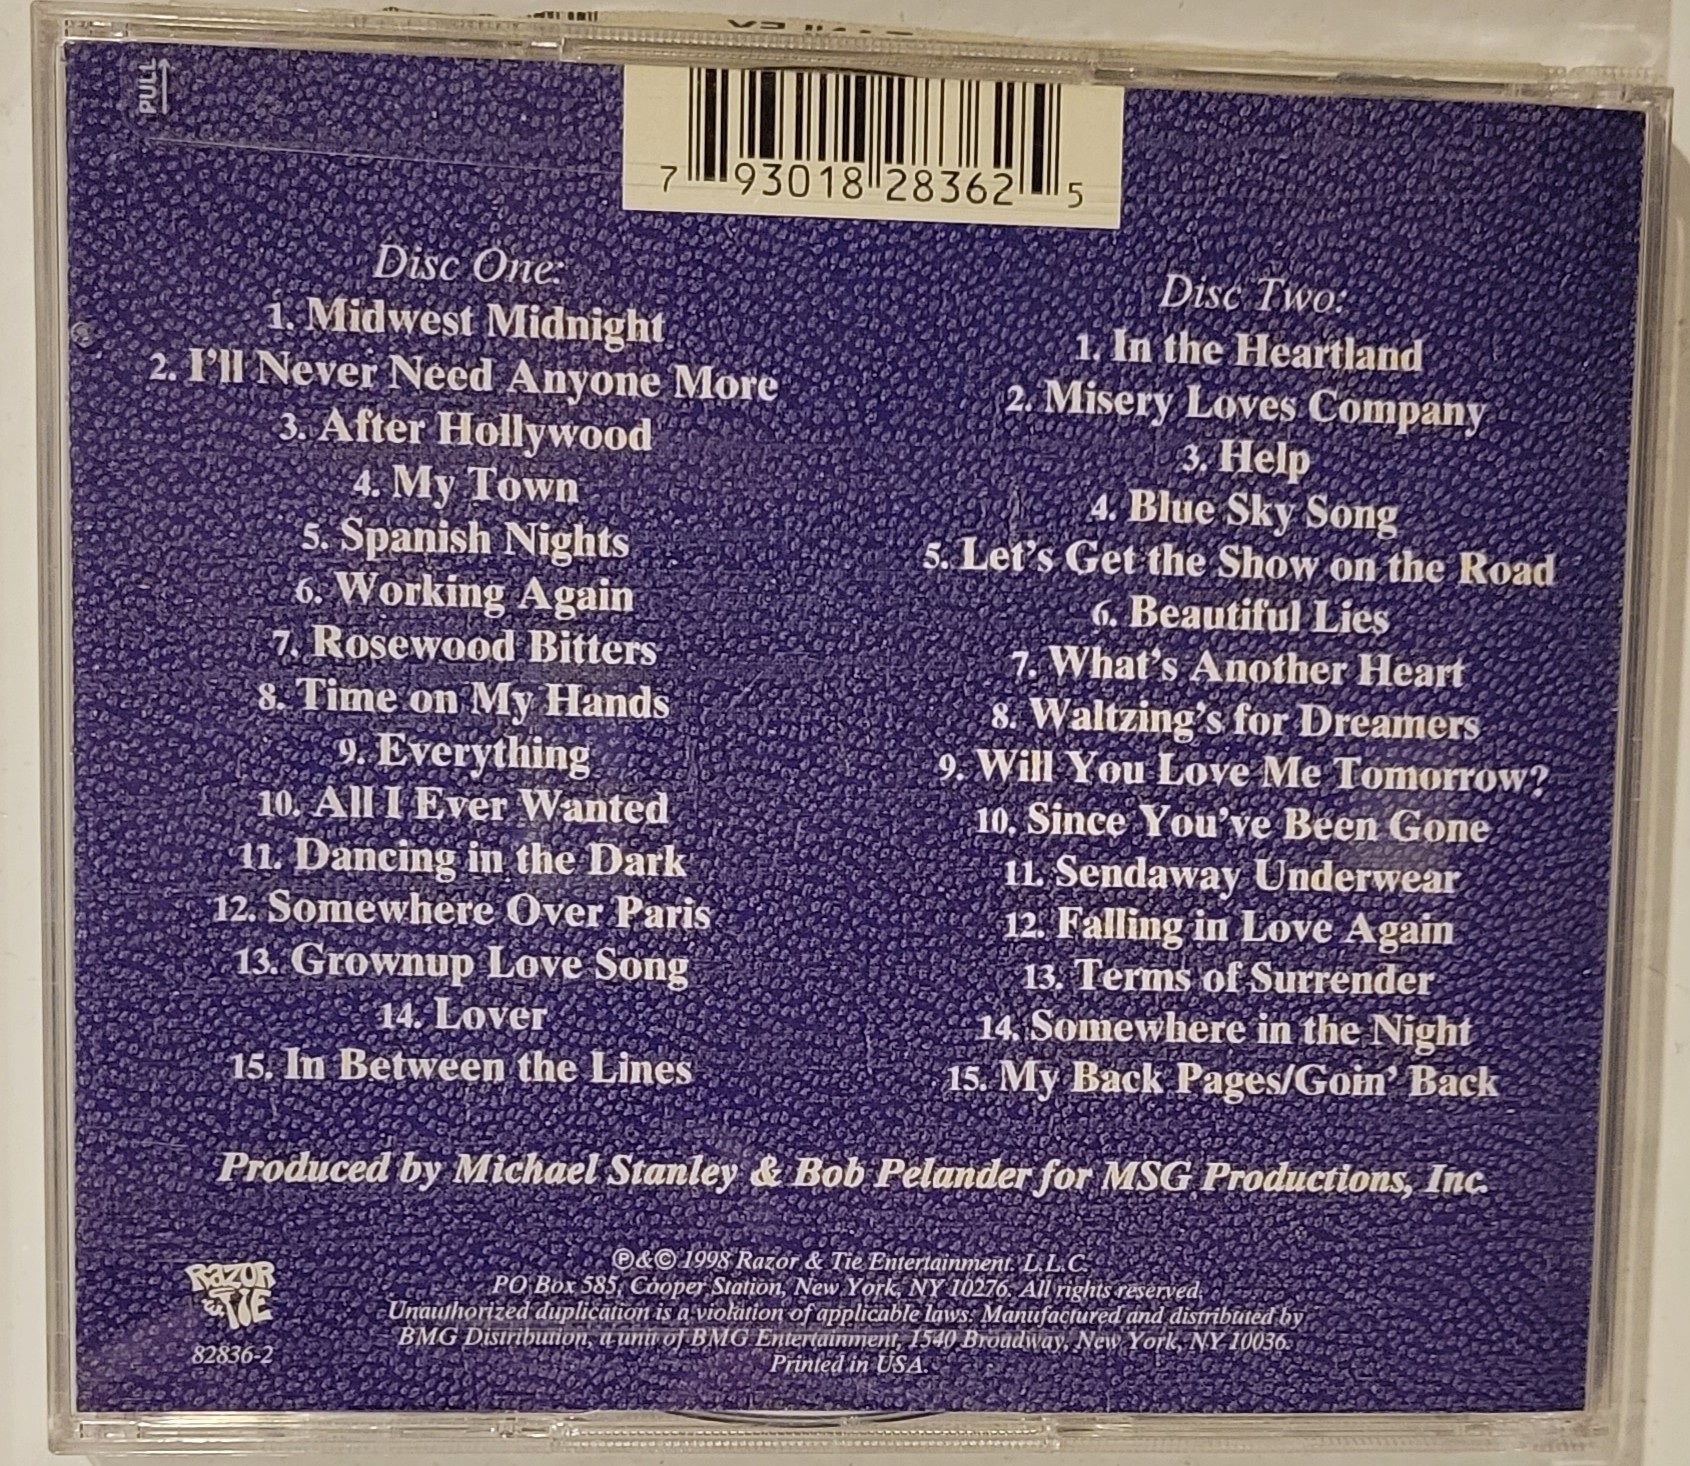 PULL
7 93018 28362 5
Disc One:
1. Midwest Midnight
2. I'll Never Need Anyone More
3. After Hollywood
4. My Town
5. Spanish Nights
6. Working Again
7. Rosewood Bitters
8. Time on My Hands
9. Everything
10. All I Ever Wanted
11. Dancing in the Dark
12. Somewhere Over Paris
13. Grownup Love Song
14. Lover
15. In Between the Lines
Disc Two:
1. In the Heartland
2. Misery Loves Company
3. Help
4. Blue Sky Song
5. Let's Get the Show on the Road
6. Beautiful Lies
7. What's Another Heart
8. Waltzing's for Dreamers
9. Will You Love Me Tomorrow?
10. Since You've Been Gone
11. Sendaway Underwear
12. Falling in Love Again
13. Terms of Surrender
14. Somewhere in the Night
15. My Back Pages/Goin' Back
Produced by Michael Stanley & Bob Pelander for MSG Productions, Inc.
RAZOR
& TIE
82836-2
℗&© 1998 Razor & Tie Entertainment, L.L.C.
PO Box 585, Cooper Station, New York, NY 10276. All rights reserved.
Unauthorized duplication is a violation of applicable laws. Manufactured and distributed by
BMG Distribution, a unit of BMG Entertainment, 1540 Broadway, New York, NY 10036.
Printed in USA.